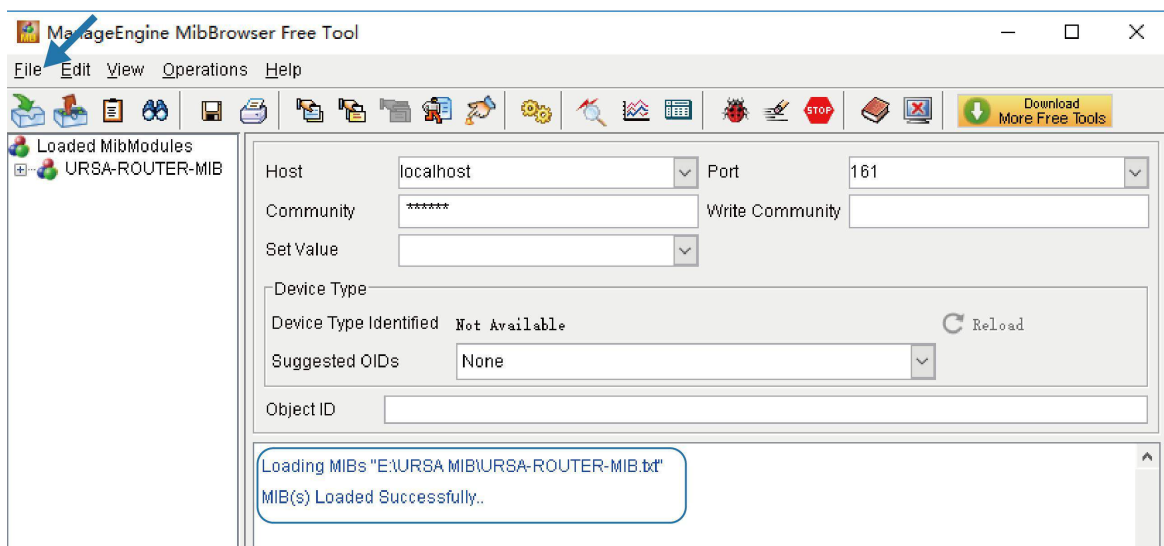 ManageEngine MibBrowser Free Tool
File Edit View Operations Help
STOP
Download
More Free Tools
Loaded MibModules
URSA-ROUTER-MIB
Host localhost Port 161
Community ****** Write Community
Set Value
Device Type
Device Type Identified Not Available Reload
Suggested OIDs None
Object ID
Loading MIBs "E:\URSA MIB\URSA-ROUTER-MIB.txt"
MIB(s) Loaded Successfully..